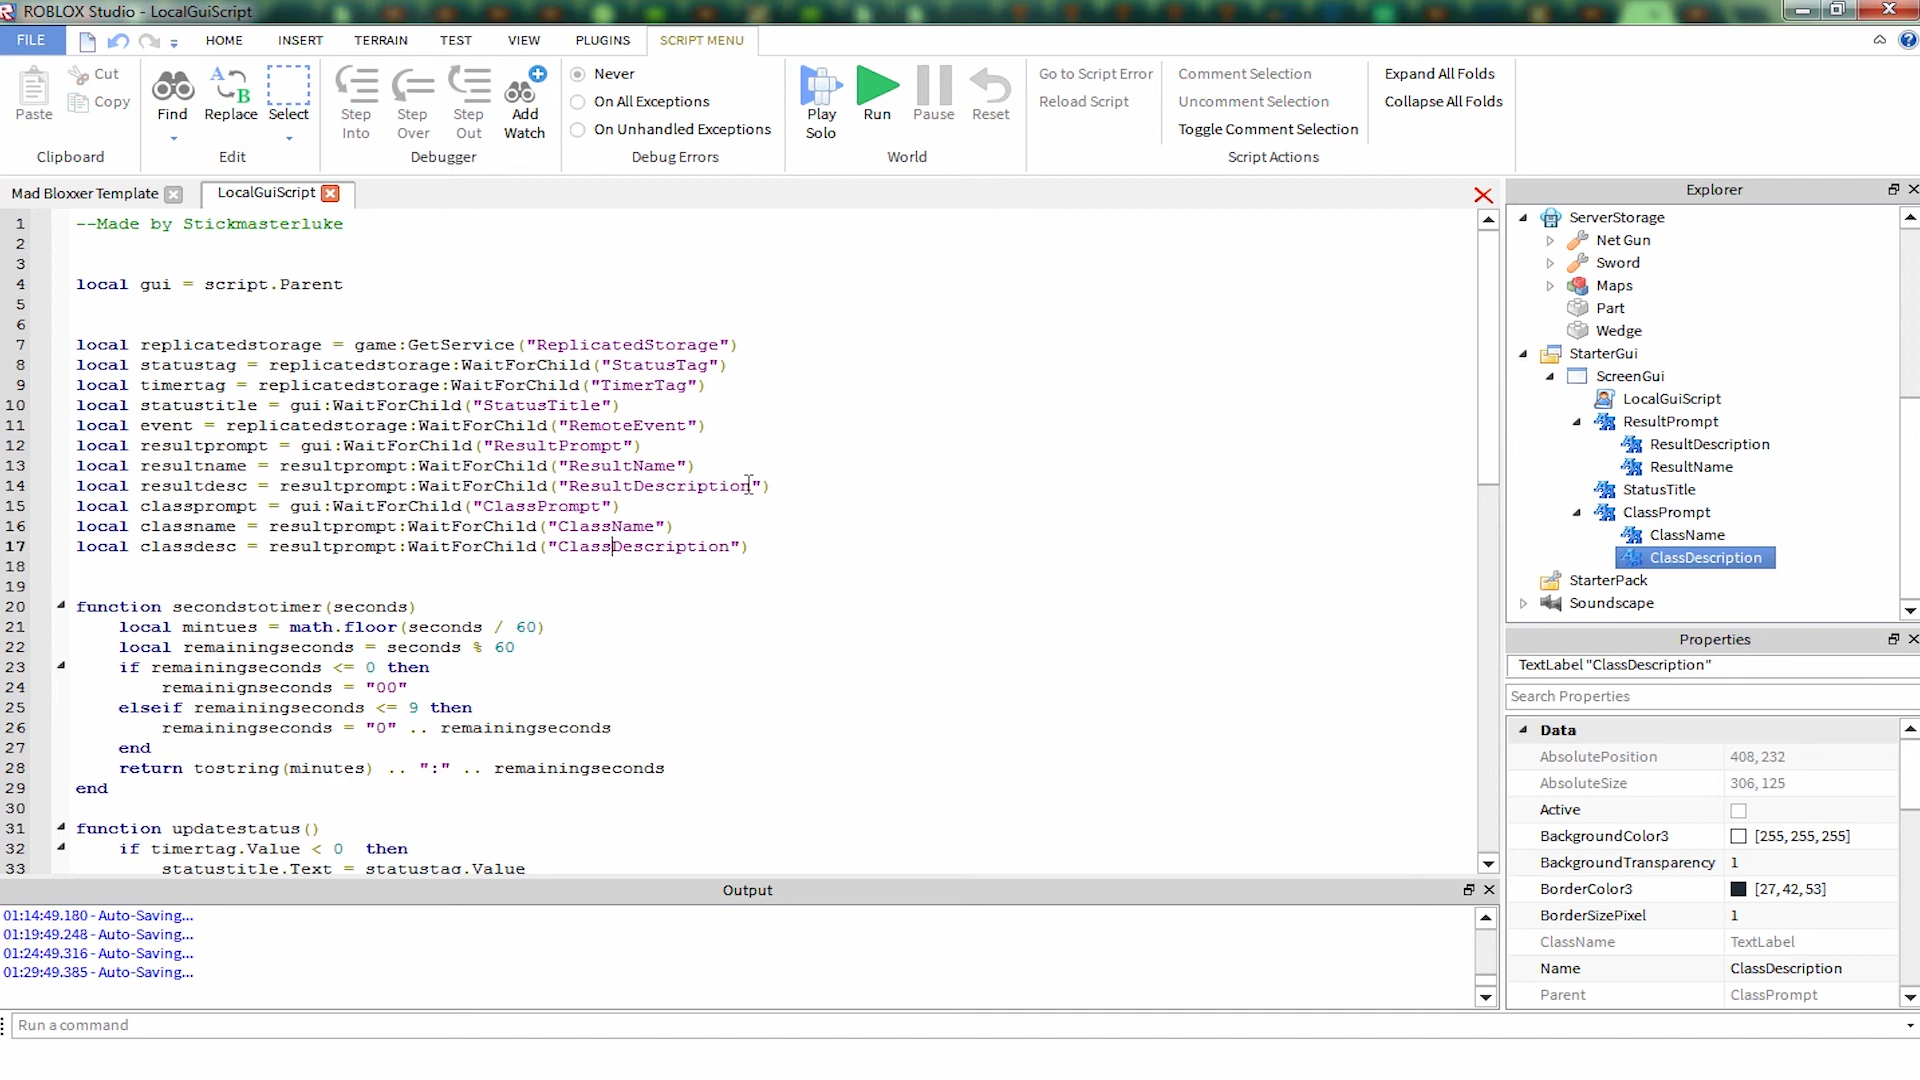 ROBLOX Studio - LocalGuiScript
FILE HOME INSERT TERRAIN TEST VIEW PLUGINS SCRIPT MENU
Paste
Cut
Copy
Clipboard
Find
Replace
Select
Edit
Step Into
Step Over
Step Out
Add Watch
Debugger
Never
On All Exceptions
On Unhandled Exceptions
Debug Errors
Play Solo
Run
Pause
Reset
World
Go to Script Error
Reload Script
Comment Selection
Uncomment Selection
Toggle Comment Selection
Script Actions
Expand All Folds
Collapse All Folds
Mad Bloxxer Template
LocalGuiScript
1 --Made by Stickmasterluke
2
3
4 local gui = script.Parent
5
6
7 local replicatedstorage = game:GetService("ReplicatedStorage")
8 local statustag = replicatedstorage:WaitForChild("StatusTag")
9 local timertag = replicatedstorage:WaitForChild("TimerTag")
10 local statustitle = gui:WaitForChild("StatusTitle")
11 local event = replicatedstorage:WaitForChild("RemoteEvent")
12 local resultprompt = gui:WaitForChild("ResultPrompt")
13 local resultname = resultprompt:WaitForChild("ResultName")
14 local resultdesc = resultprompt:WaitForChild("ResultDescription")
15 local classprompt = gui:WaitForChild("ClassPrompt")
16 local classname = resultprompt:WaitForChild("ClassName")
17 local classdesc = resultprompt:WaitForChild("ClassDescription")
18
19
20 function secondstotimer(seconds)
21 local mintues = math.floor(seconds / 60)
22 local remainingseconds = seconds % 60
23 if remainingseconds <= 0 then
24 remainignseconds = "00"
25 elseif remainingseconds <= 9 then
26 remainingseconds = "0" .. remainingseconds
27 end
28 return tostring(minutes) .. ":" .. remainingseconds
29 end
30
31 function updatestatus()
32 if timertag.Value < 0 then
33 statustitle.Text = statustag.Value
Output
01:14:49.180 - Auto-Saving...
01:19:49.248 - Auto-Saving...
01:24:49.316 - Auto-Saving...
01:29:49.385 - Auto-Saving...
Run a command
Explorer
ServerStorage
Net Gun
Sword
Maps
Part
Wedge
StarterGui
ScreenGui
LocalGuiScript
ResultPrompt
ResultDescription
ResultName
StatusTitle
ClassPrompt
ClassName
ClassDescription
StarterPack
Soundscape
Properties
TextLabel "ClassDescription"
Search Properties
Data
AbsolutePosition 408, 232
AbsoluteSize 306, 125
Active
BackgroundColor3 [255, 255, 255]
BackgroundTransparency 1
BorderColor3 [27, 42, 53]
BorderSizePixel 1
ClassName TextLabel
Name ClassDescription
Parent ClassPrompt